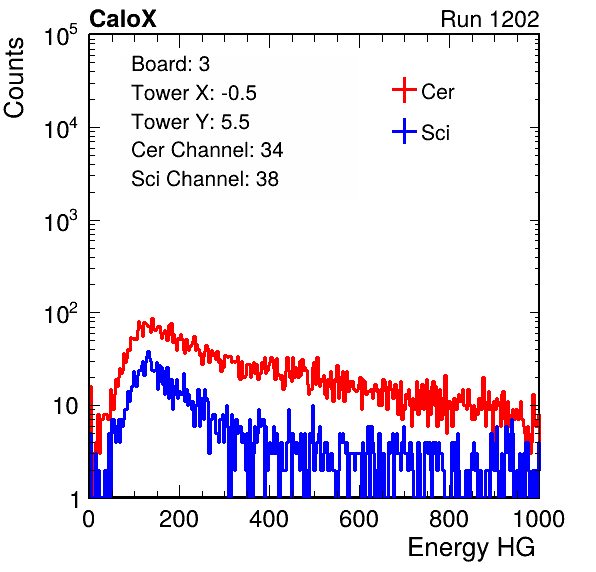 CaloX Run 1202
Counts
Board: 3
Tower X: -0.5
Tower Y: 5.5
Cer Channel: 34
Sci Channel: 38
Cer
Sci
10^5
10^4
10^3
10^2
10
1
0 200 400 600 800 1000
Energy HG